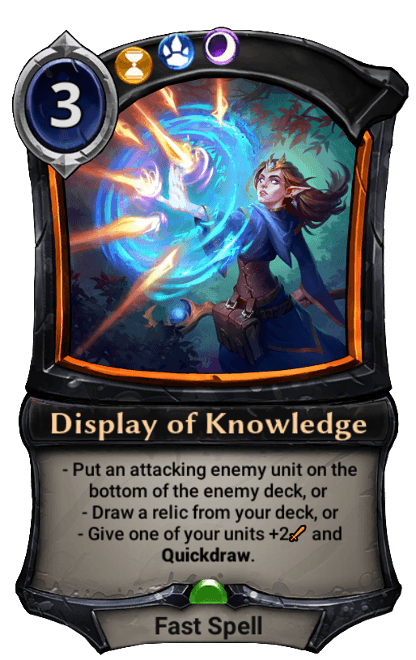 3
Display of Knowledge
- Put an attacking enemy unit on the
bottom of the enemy deck, or
- Draw a relic from your deck, or
- Give one of your units +2 and
Quickdraw.
Fast Spell